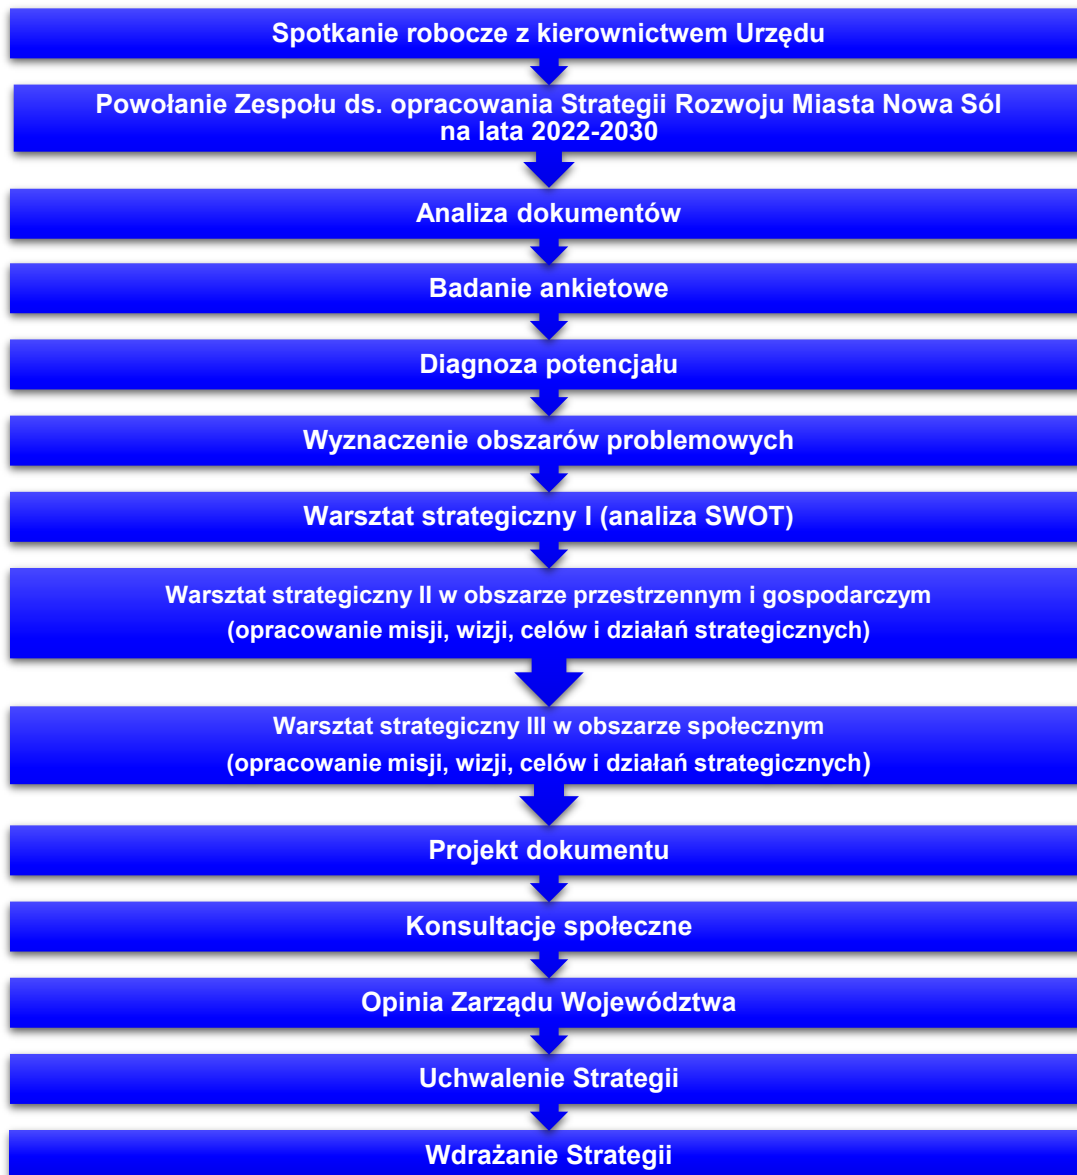 Spotkanie robocze z kierownictwem Urzędu
Powołanie Zespołu ds. opracowania Strategii Rozwoju Miasta Nowa Sól
na lata 2022-2030
Analiza dokumentów
Badanie ankietowe
Diagnoza potencjału
Wyznaczenie obszarów problemowych
Warsztat strategiczny I (analiza SWOT)
Warsztat strategiczny II w obszarze przestrzennym i gospodarczym
(opracowanie misji, wizji, celów i działań strategicznych)
Warsztat strategiczny III w obszarze społecznym
(opracowanie misji, wizji, celów i działań strategicznych)
Projekt dokumentu
Konsultacje społeczne
Opinia Zarządu Województwa
Uchwalenie Strategii
Wdrażanie Strategii